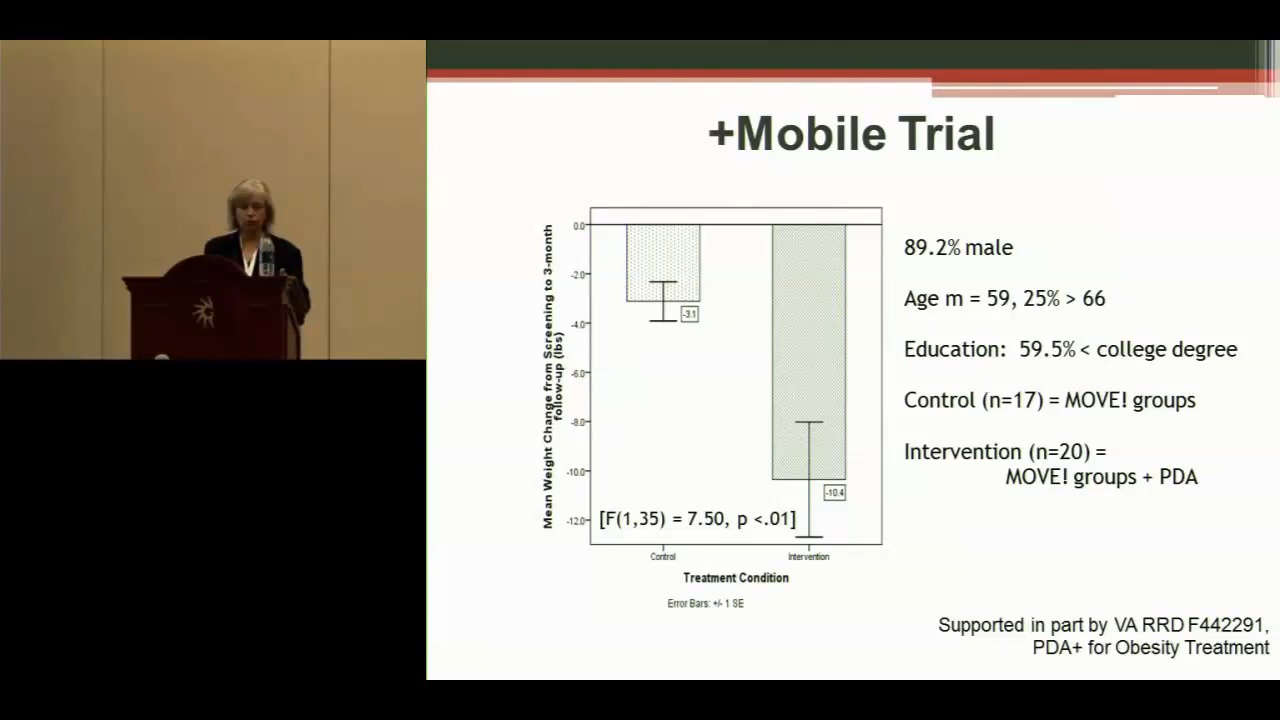 +Mobile Trial
Mean Weight Change from Screening to 3-month
follow-up (lbs)
0.0
-2.0
-4.0
-6.0
-8.0
-10.0
-12.0
-3.1
-10.4
[F(1,35) = 7.50, p <.01]
Control
Intervention
Treatment Condition
Error Bars: +/- 1 SE
89.2% male
Age m = 59, 25% > 66
Education: 59.5% < college degree
Control (n=17) = MOVE! groups
Intervention (n=20) =
MOVE! groups + PDA
Supported in part by VA RRD F442291,
PDA+ for Obesity Treatment